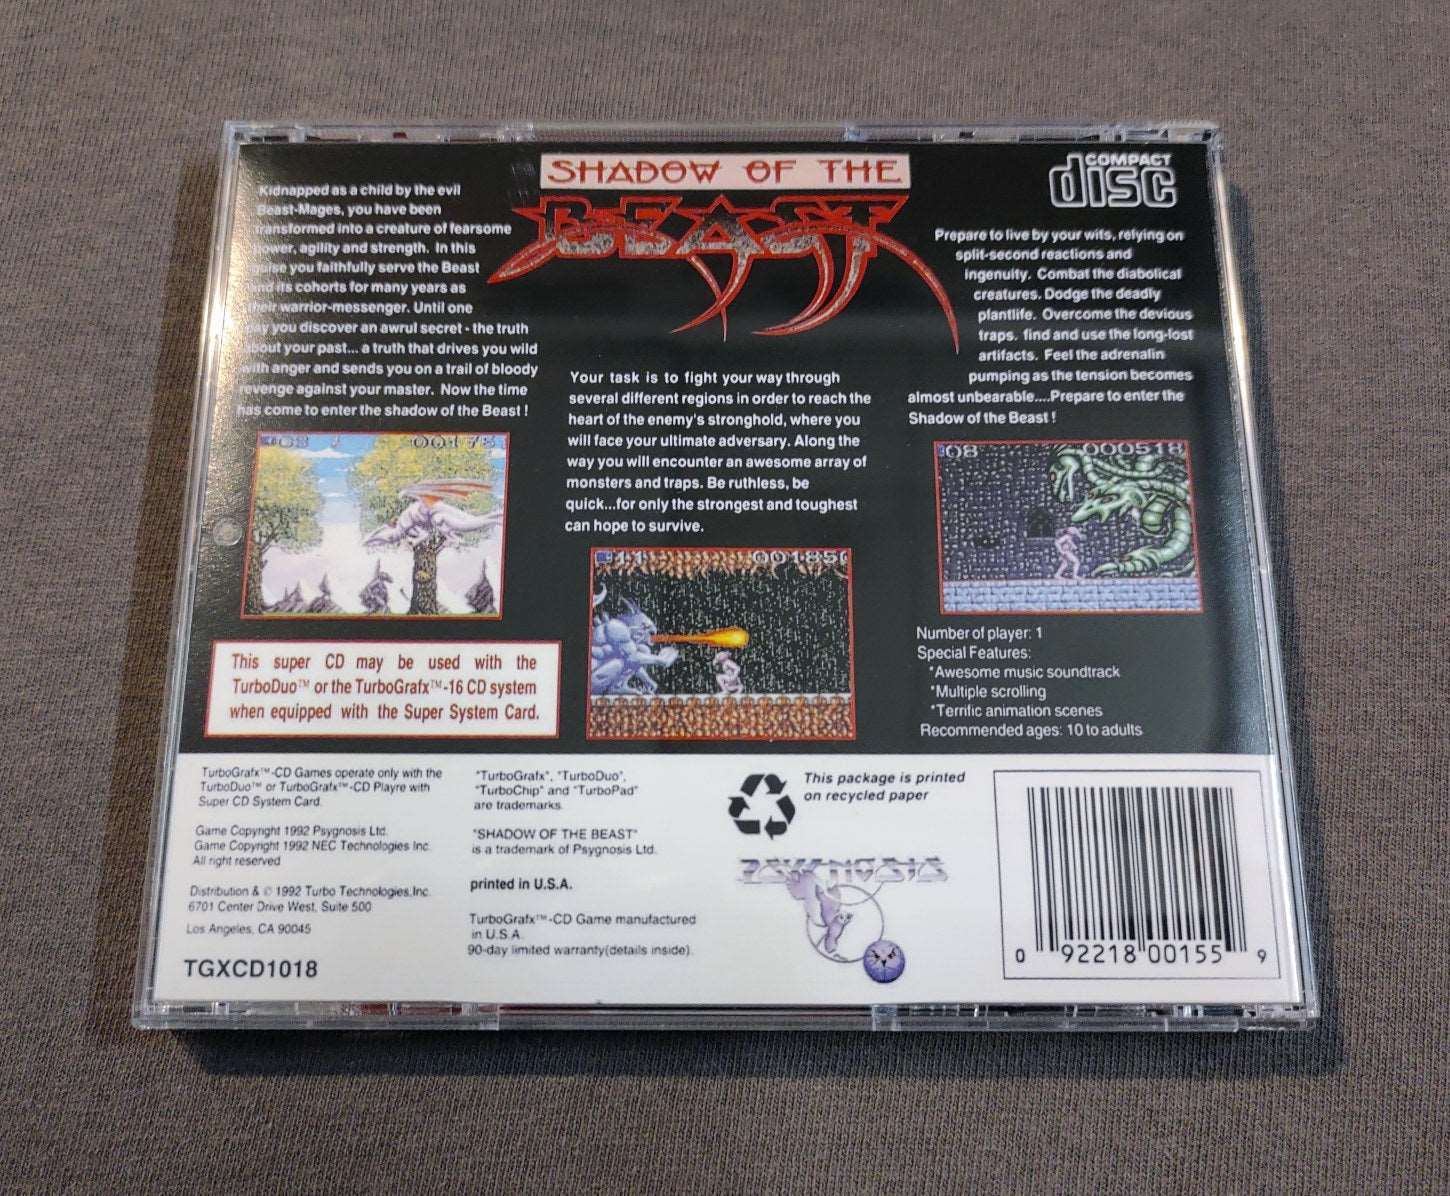 SHADOW OF THE
BEAST
COMPACT
disc
Kidnapped as a child by the evil
Beast-Mages, you have been
transformed into a creature of fearsome
power, agility and strength. In this
guise you faithfully serve the Beast
and its cohorts for many years as
their warrior-messenger. Until one
day you discover an awrul secret - the truth
about your past... a truth that drives you wild
with anger and sends you on a trail of bloody
revenge against your master. Now the time
has come to enter the shadow of the Beast !
Your task is to fight your way through
several different regions in order to reach the
heart of the enemy's stronghold, where you
will face your ultimate adversary. Along the
way you will encounter an awesome array of
monsters and traps. Be ruthless, be
quick...for only the strongest and toughest
can hope to survive.
Prepare to live by your wits, relying on
split-second reactions and
ingenuity. Combat the diabolical
creatures. Dodge the deadly
plantlife. Overcome the devious
traps. find and use the long-lost
artifacts. Feel the adrenalin
pumping as the tension becomes
almost unbearable....Prepare to enter the
Shadow of the Beast !
08 000518
11 001850
Number of player: 1
Special Features:
*Awesome music soundtrack
*Multiple scrolling
*Terrific animation scenes
Recommended ages: 10 to adults
This super CD may be used with the
TurboDuo™ or the TurboGrafx™-16 CD system
when equipped with the Super System Card.
TurboGrafx™-CD Games operate only with the
TurboDuo™ or TurboGrafx™-CD Playre with
Super CD System Card.
Game Copyright 1992 Psygnosis Ltd.
Game Copyright 1992 NEC Technologies Inc.
All right reserved
Distribution & © 1992 Turbo Technologies,Inc.
6701 Center Drive West, Suite 500
Los Angeles, CA 90045
TGXCD1018
"TurboGrafx", "TurboDuo",
"TurboChip" and "TurboPad"
are trademarks.
"SHADOW OF THE BEAST"
is a trademark of Psygnosis Ltd.
printed in U.S.A.
TurboGrafx™-CD Game manufactured
in U.S.A.
90-day limited warranty(details inside).
This package is printed
on recycled paper
PSYGNOSIS
0 92218 00155 9